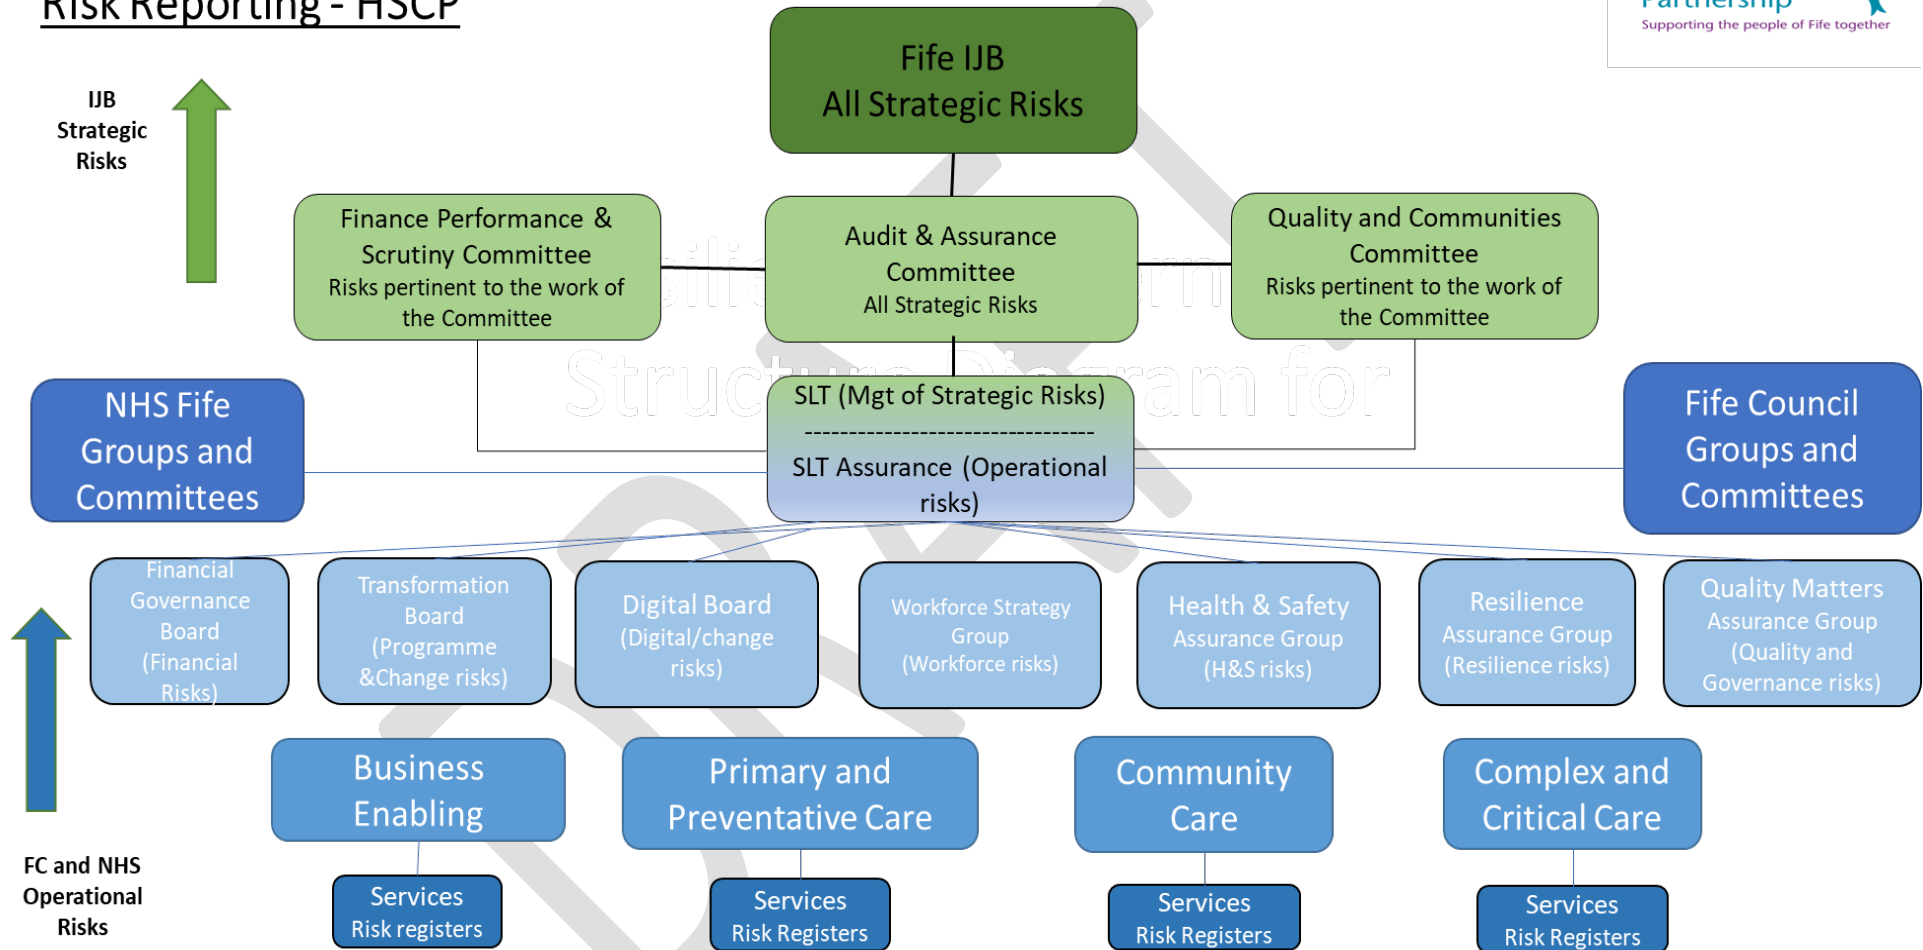 Risk Reporting - HSCP
Partnership
Supporting the people of Fife together
Fife IJB
All Strategic Risks
IJB
Strategic
Risks
Finance Performance &
Scrutiny Committee
Risks pertinent to the work of
the Committee
Audit & Assurance
Committee
All Strategic Risks
Quality and Communities
Committee
Risks pertinent to the work of
the Committee
Structure Diagram for
NHS Fife
Groups and
Committees
SLT (Mgt of Strategic Risks)
---------------------------------
SLT Assurance (Operational
risks)
Fife Council
Groups and
Committees
Financial
Governance
Board
(Financial
Risks)
Transformation
Board
(Programme
&Change risks)
Digital Board
(Digital/change
risks)
Workforce Strategy
Group
(Workforce risks)
Health & Safety
Assurance Group
(H&S risks)
Resilience
Assurance Group
(Resilience risks)
Quality Matters
Assurance Group
(Quality and
Governance risks)
Business
Enabling
Primary and
Preventative Care
Community
Care
Complex and
Critical Care
FC and NHS
Operational
Risks
Services
Risk registers
Services
Risk Registers
Services
Risk Registers
Services
Risk Registers
DRAFT